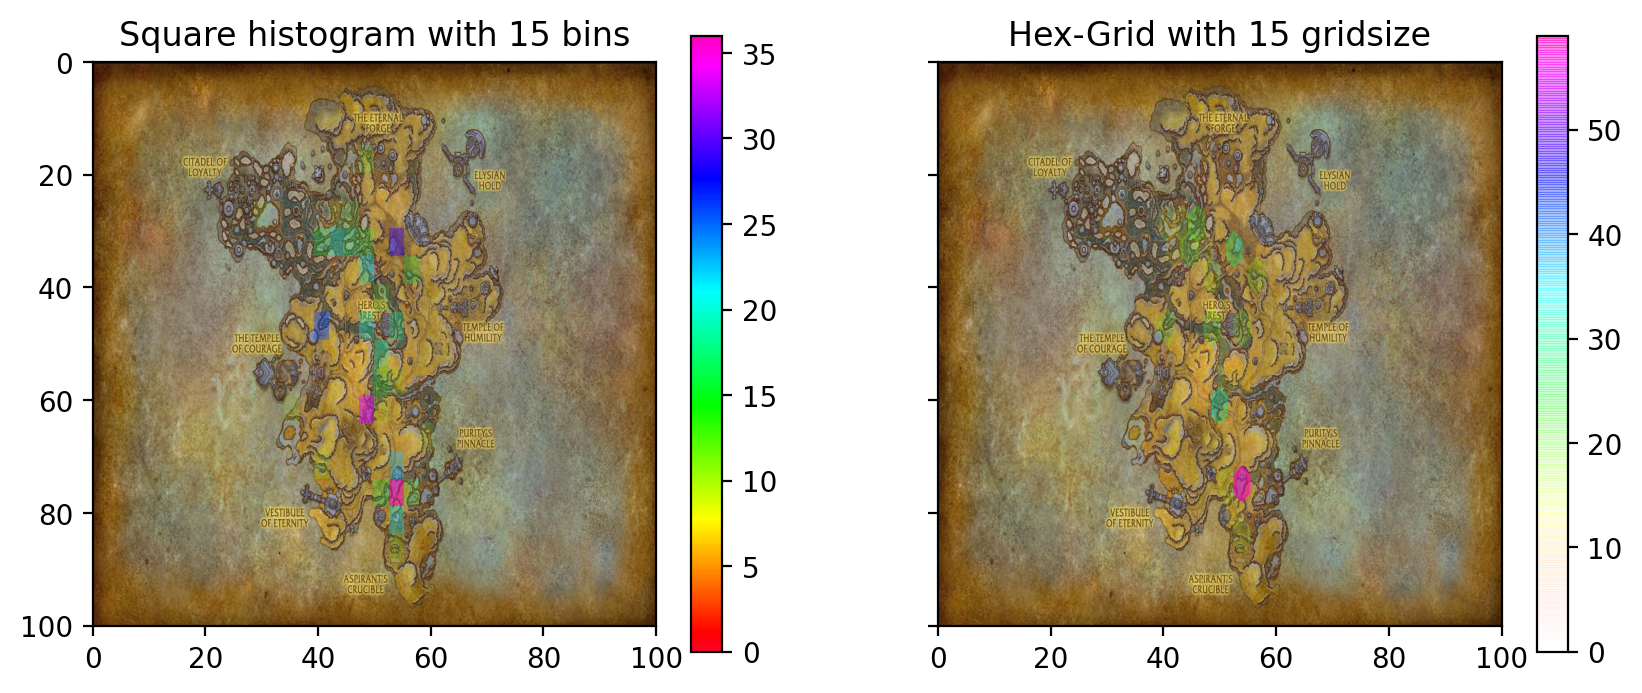 Square histogram with 15 bins
0
20
40
60
80
100
0
20
40
60
80
100
THE ETERNAL
FORGE
CITADEL OF
LOYALTY
ELYSIAN
HOLD
HERO'S
REST
TEMPLE OF
HUMILITY
THE TEMPLE
OF COURAGE
PURITY'S
PINNACLE
VESTIBULE
OF ETERNITY
ASPIRANT'S
CRUCIBLE
35
30
25
20
15
10
5
0
Hex-Grid with 15 gridsize
0
20
40
60
80
100
THE ETERNAL
FORGE
CITADEL OF
LOYALTY
ELYSIAN
HOLD
HERO'S
REST
TEMPLE OF
HUMILITY
THE TEMPLE
OF COURAGE
PURITY'S
PINNACLE
VESTIBULE
OF ETERNITY
ASPIRANT'S
CRUCIBLE
50
40
30
20
10
0